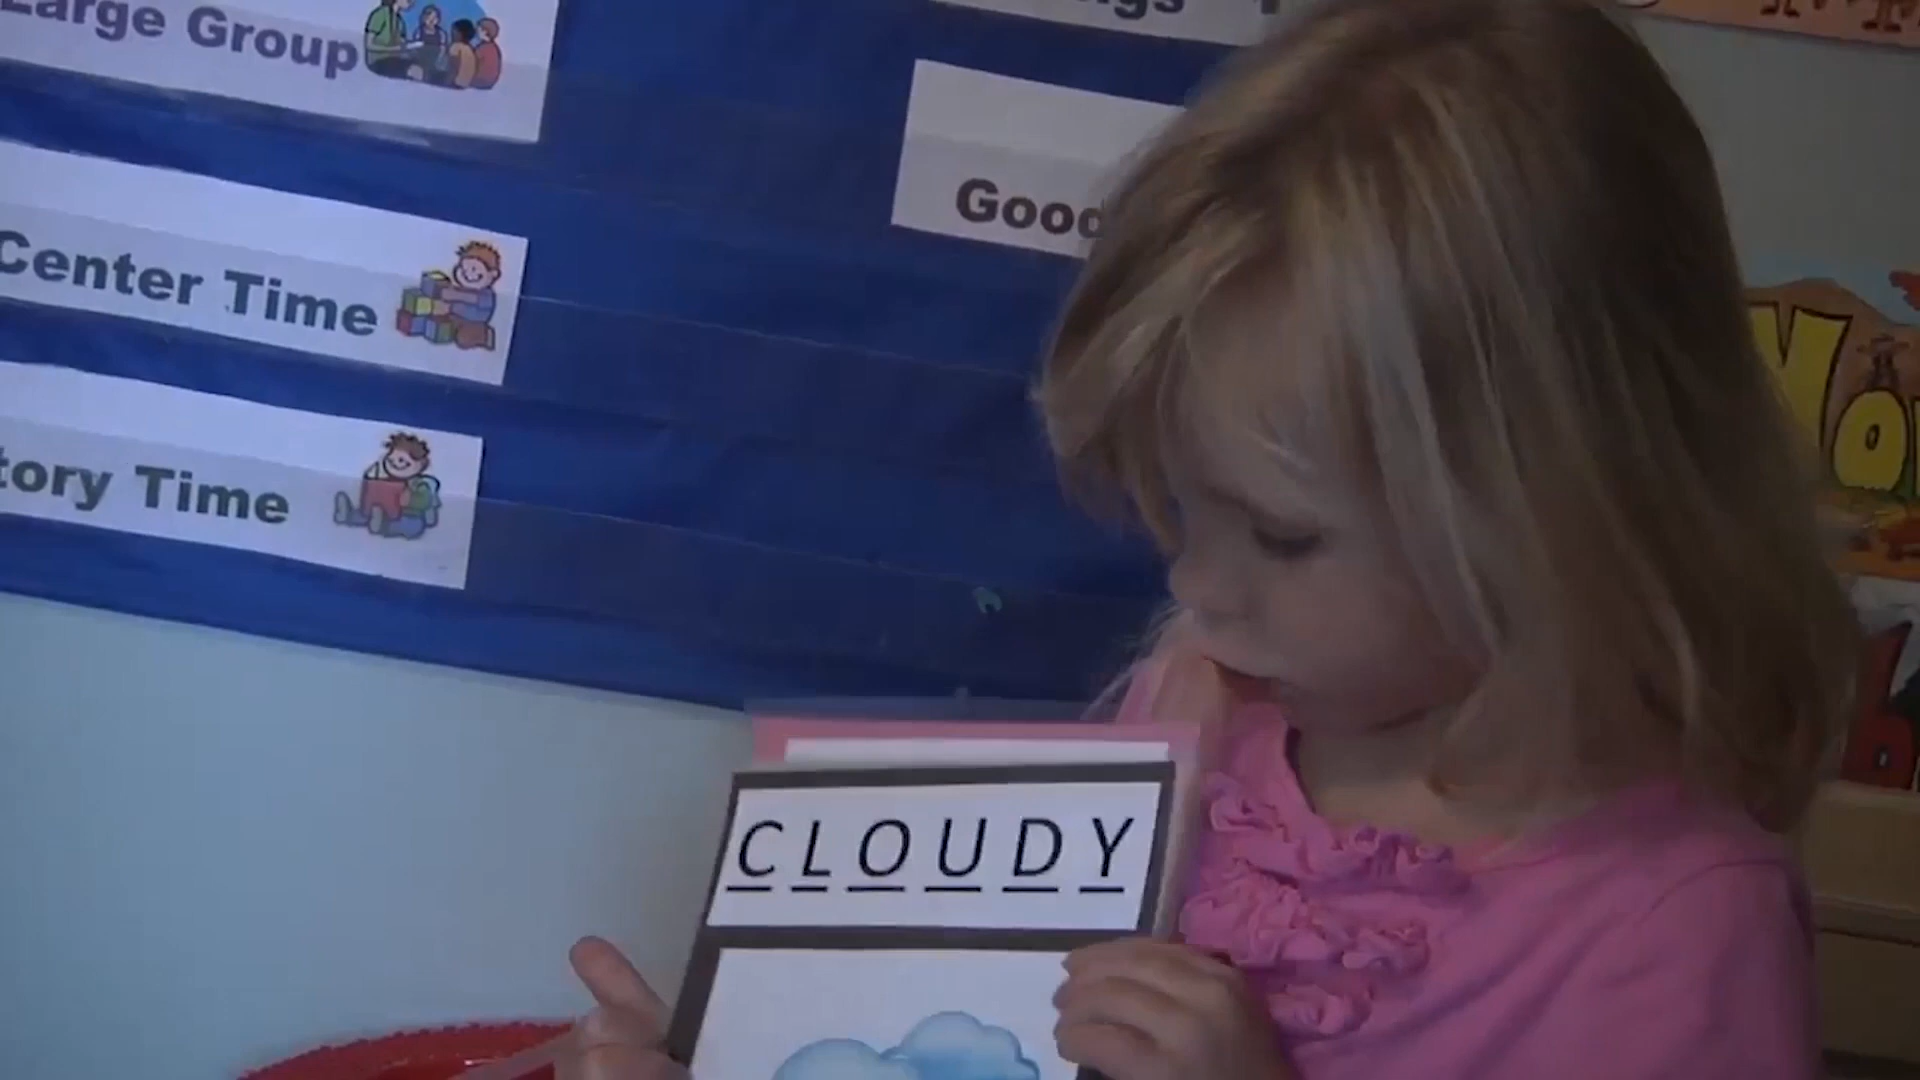 Large Group
Center Time
tory Time
Good
CLOUDY